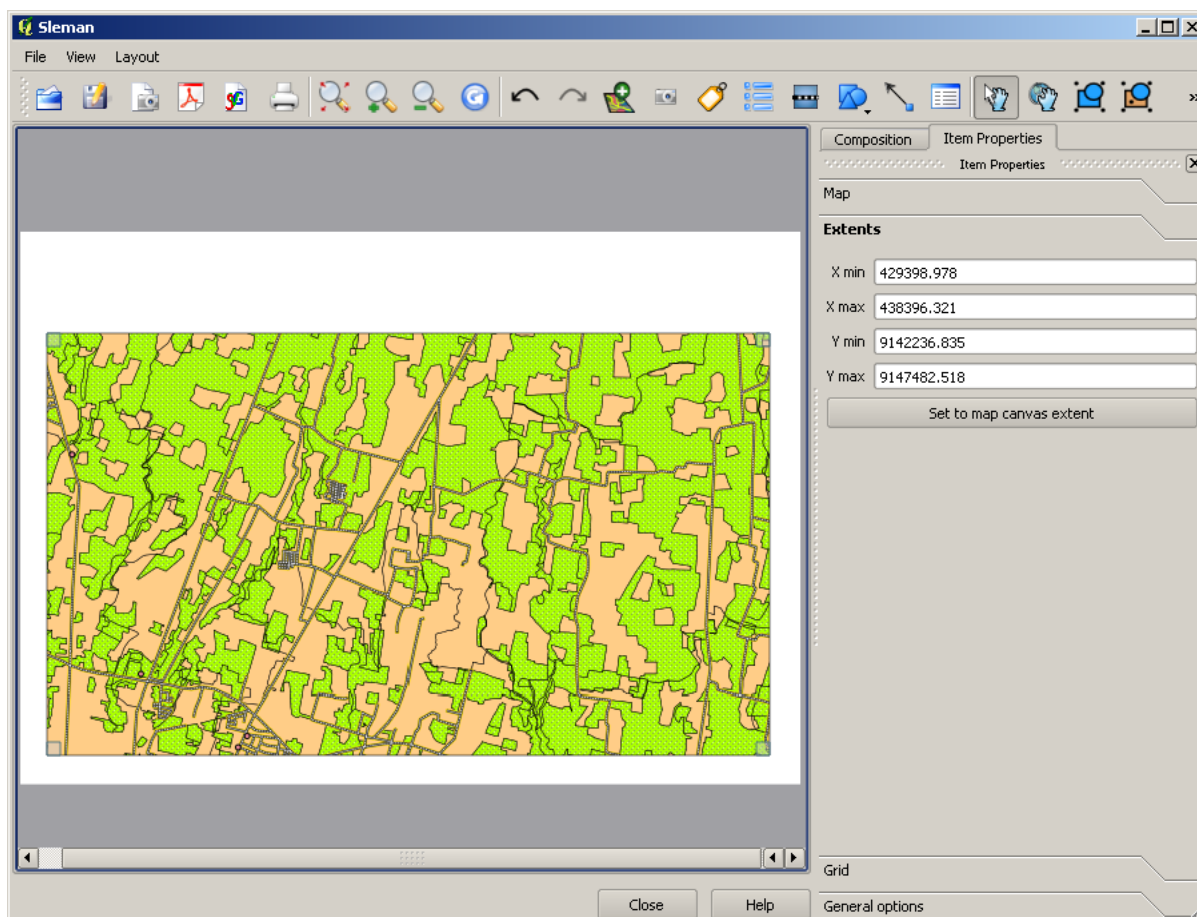 Sleman
File View Layout
Composition Item Properties
Item Properties
Map
Extents
X min 429398.978
X max 438396.321
Y min 9142236.835
Y max 9147482.518
Set to map canvas extent
Grid
General options
Close Help